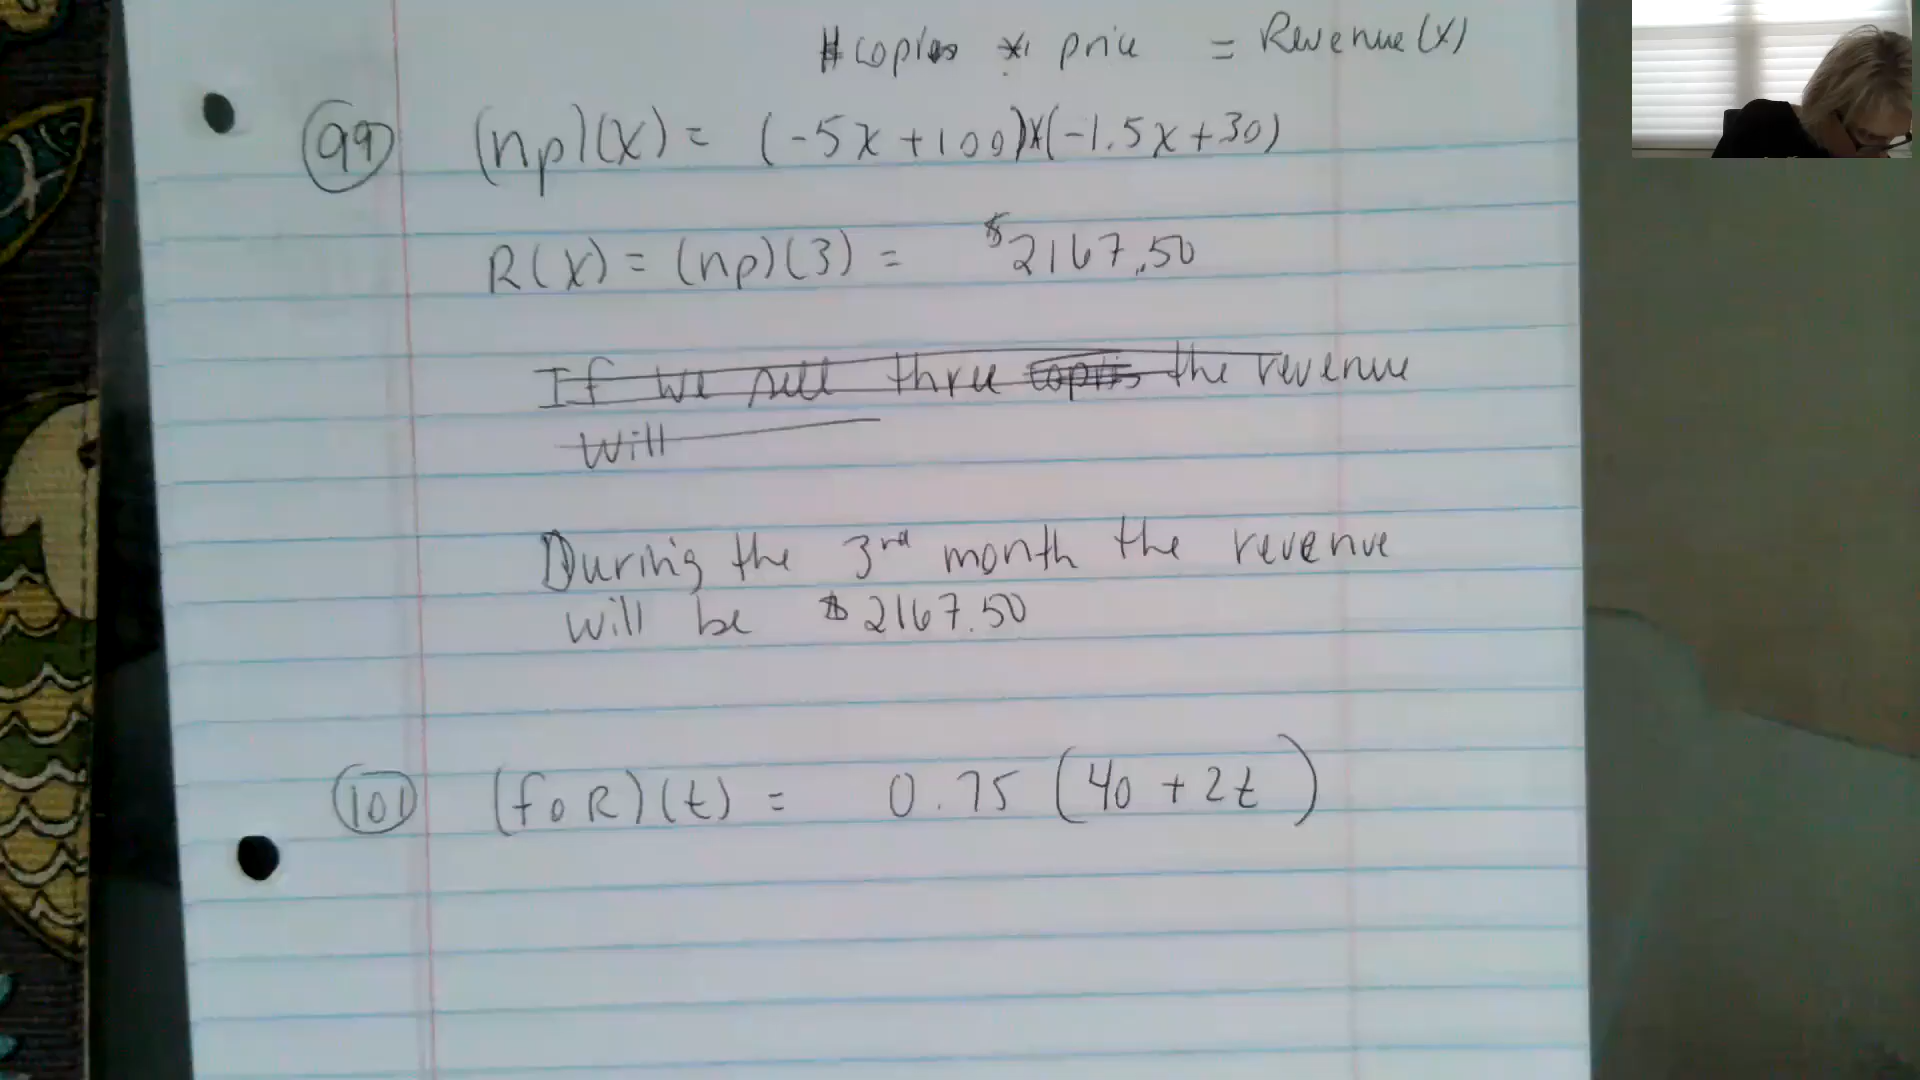 # copies * price = Revenue(x)
99 (np)(x) = (-5x+100)*(-1.5x+30)
R(x) = (np)(3) = $2167.50
If we sell three copies the revenue
will
During the 3rd month the revenue
will be $2167.50
101 (f o R)(t) = 0.75 (40 + 2t)